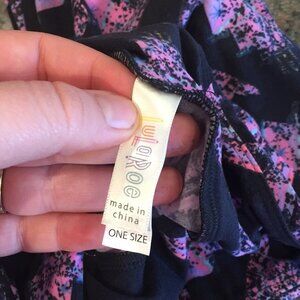 LuLaRoe
made in
china
ONE SIZE